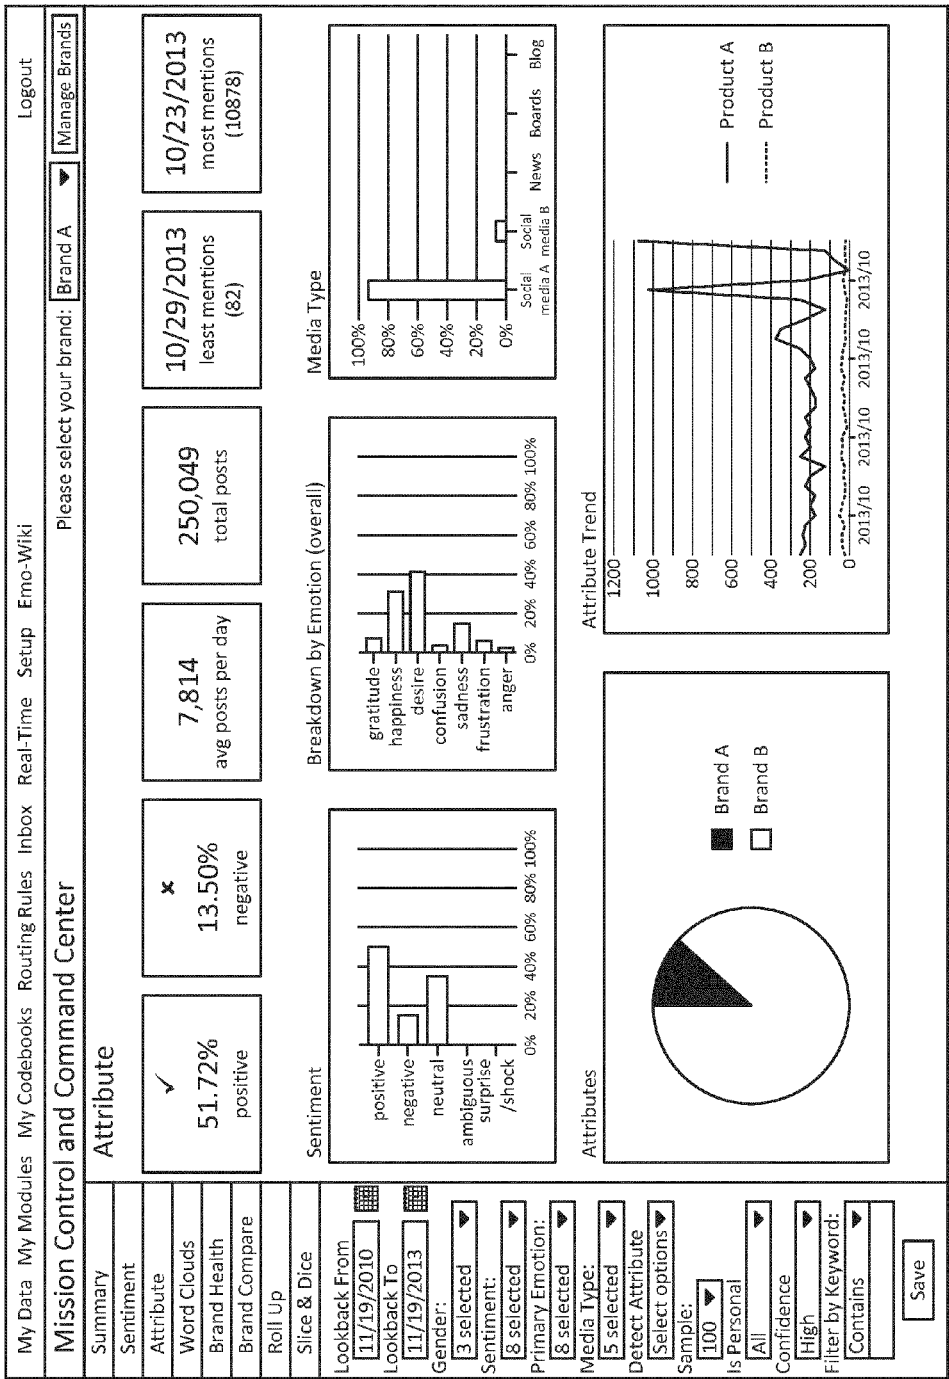 My Data My Modules My Codebooks Routing Rules Inbox Real-Time Setup Emo-Wiki Logout
Mission Control and Command Center Please select your brand: Brand A Manage Brands
Summary
Sentiment
Attribute
Word Clouds
Brand Health
Brand Compare
Roll Up
Slice & Dice
Lookback From
11/19/2010
Lookback To
11/19/2013
Gender:
3 selected
Sentiment:
8 selected
Primary Emotion:
8 selected
Media Type:
5 selected
Detect Attribute
Select options
Sample:
100
Is Personal
All
Confidence
High
Filter by Keyword:
Contains
Save
Attribute
51.72%
positive
13.50%
negative
7,814
avg posts per day
250,049
total posts
10/29/2013
least mentions
(82)
10/23/2013
most mentions
(10878)
Sentiment
positive
negative
neutral
ambiguous
surprise
/shock
0% 20% 40% 60% 80% 100%
Breakdown by Emotion (overall)
gratitude
happiness
desire
confusion
sadness
frustration
anger
0% 20% 40% 60% 80% 100%
Media Type
100%
80%
60%
40%
20%
0%
Social media A
Social media B
News
Boards
Blog
Attributes
Brand A
Brand B
Attribute Trend
1200
1000
800
600
400
200
0
2013/10 2013/10 2013/10 2013/10
Product A
Product B